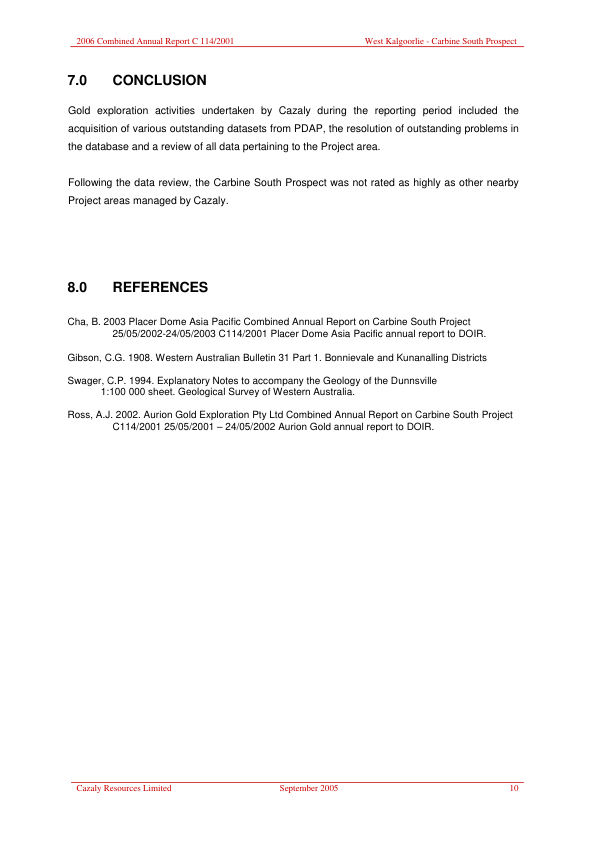 2006 Combined Annual Report C 114/2001 West Kalgoorlie - Carbine South Prospect
7.0 CONCLUSION
Gold exploration activities undertaken by Cazaly during the reporting period included the
acquisition of various outstanding datasets from PDAP, the resolution of outstanding problems in
the database and a review of all data pertaining to the Project area.
Following the data review, the Carbine South Prospect was not rated as highly as other nearby
Project areas managed by Cazaly.
8.0 REFERENCES
Cha, B. 2003 Placer Dome Asia Pacific Combined Annual Report on Carbine South Project
25/05/2002-24/05/2003 C114/2001 Placer Dome Asia Pacific annual report to DOIR.
Gibson, C.G. 1908. Western Australian Bulletin 31 Part 1. Bonnievale and Kunanalling Districts
Swager, C.P. 1994. Explanatory Notes to accompany the Geology of the Dunnsville
1:100 000 sheet. Geological Survey of Western Australia.
Ross, A.J. 2002. Aurion Gold Exploration Pty Ltd Combined Annual Report on Carbine South Project
C114/2001 25/05/2001 – 24/05/2002 Aurion Gold annual report to DOIR.
Cazaly Resources Limited September 2005 10